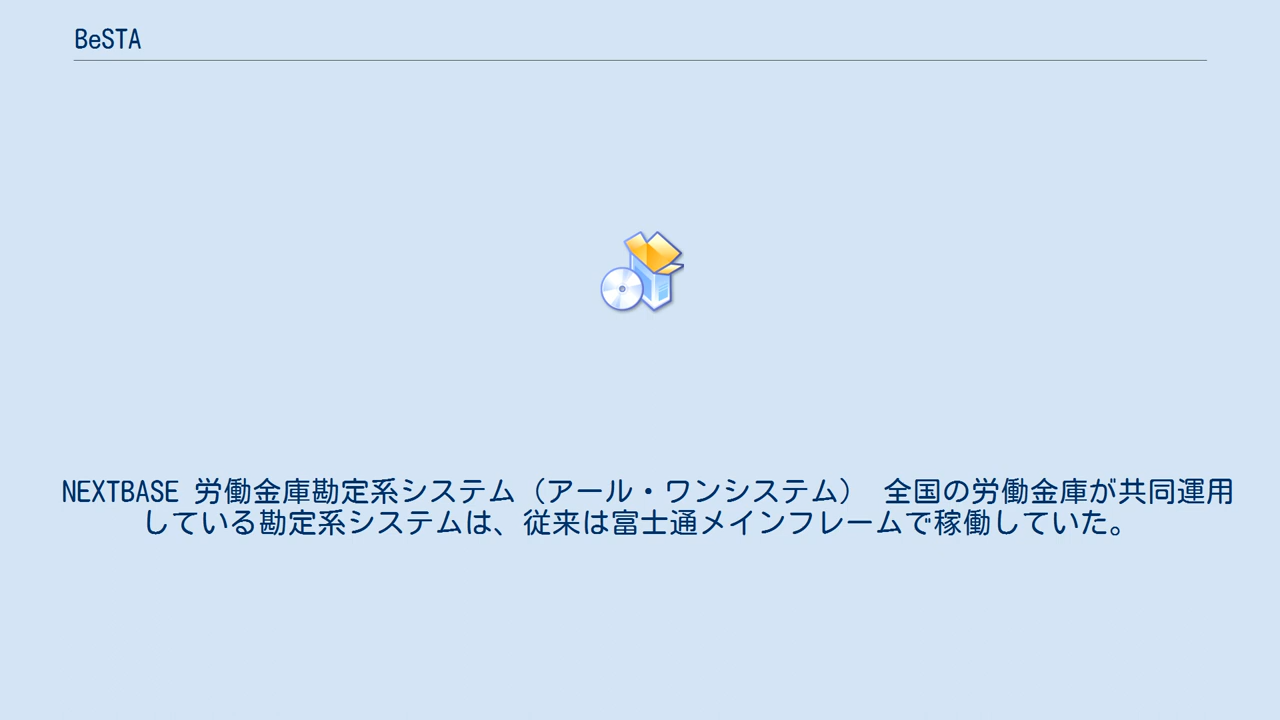 BeSTA
NEXTBASE 労働金庫勘定系システム（アール・ワンシステム） 全国の労働金庫が共同運用
している勘定系システムは、従来は富士通メインフレームで稼働していた。